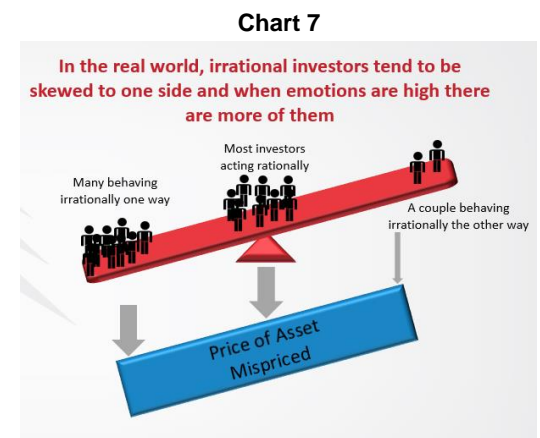 Chart 7
In the real world, irrational investors tend to be
skewed to one side and when emotions are high there
are more of them
Most investors
acting rationally
Many behaving
irrationally one way
A couple behaving
irrationally the other way
Price of Asset
Mispriced